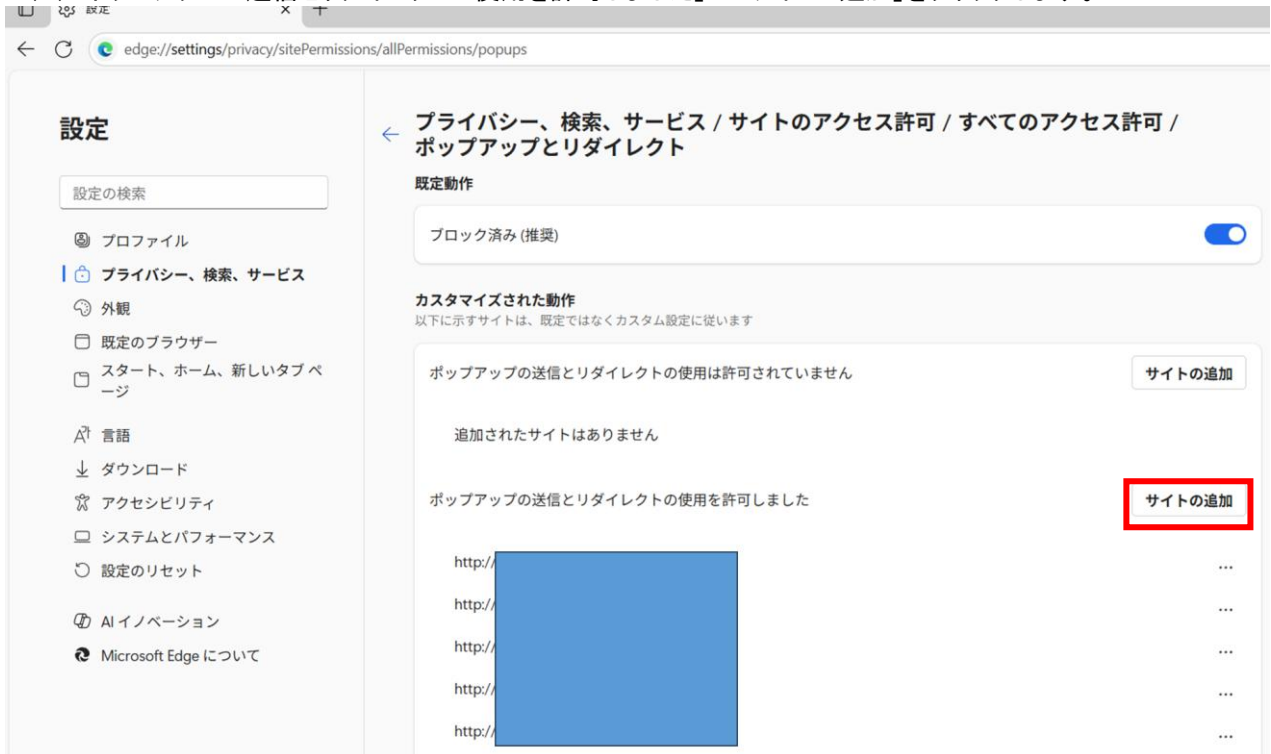 設定
edge://settings/privacy/sitePermissions/allPermissions/popups
設定
設定の検索
プロファイル
プライバシー、検索、サービス
外観
既定のブラウザー
スタート、ホーム、新しいタブ ペ
ージ
言語
ダウンロード
アクセシビリティ
システムとパフォーマンス
設定のリセット
AI イノベーション
Microsoft Edge について
プライバシー、検索、サービス / サイトのアクセス許可 / すべてのアクセス許可 /
ポップアップとリダイレクト
既定動作
ブロック済み (推奨)
カスタマイズされた動作
以下に示すサイトは、既定ではなくカスタム設定に従います
ポップアップの送信とリダイレクトの使用は許可されていません
サイトの追加
追加されたサイトはありません
ポップアップの送信とリダイレクトの使用を許可しました
サイトの追加
http://
http://
http://
http://
http://